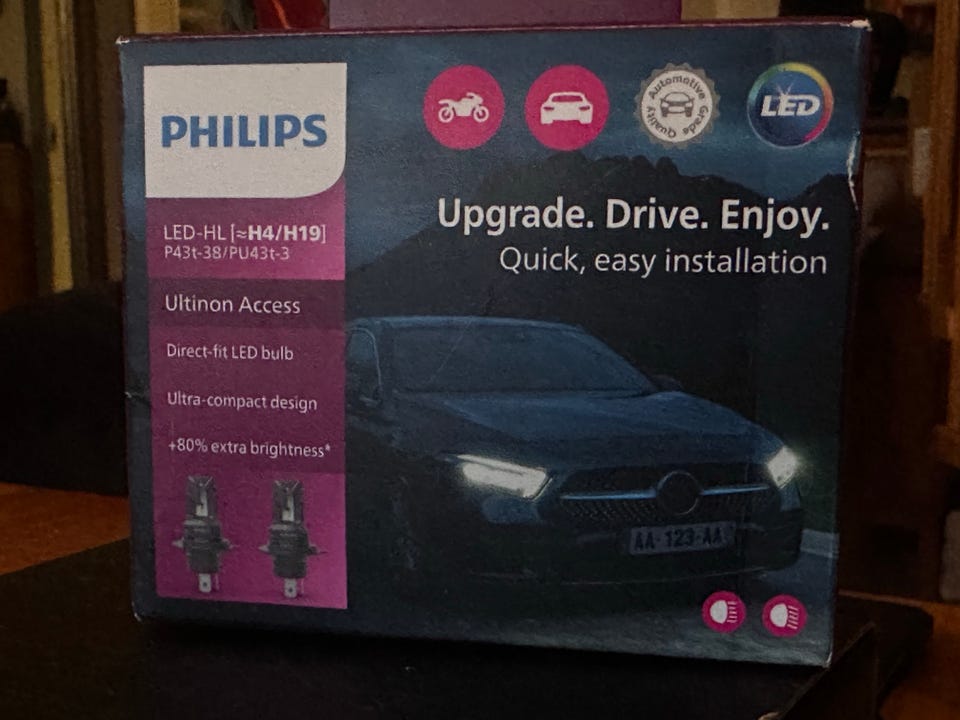 PHILIPS
LED-HL [≈H4/H19]
P43t-38/PU43t-3
Ultinon Access
Direct-fit LED bulb
Ultra-compact design
+80% extra brightness*
Automotive Grade
Quality
LED
Upgrade. Drive. Enjoy.
Quick, easy installation
AA-123-AA